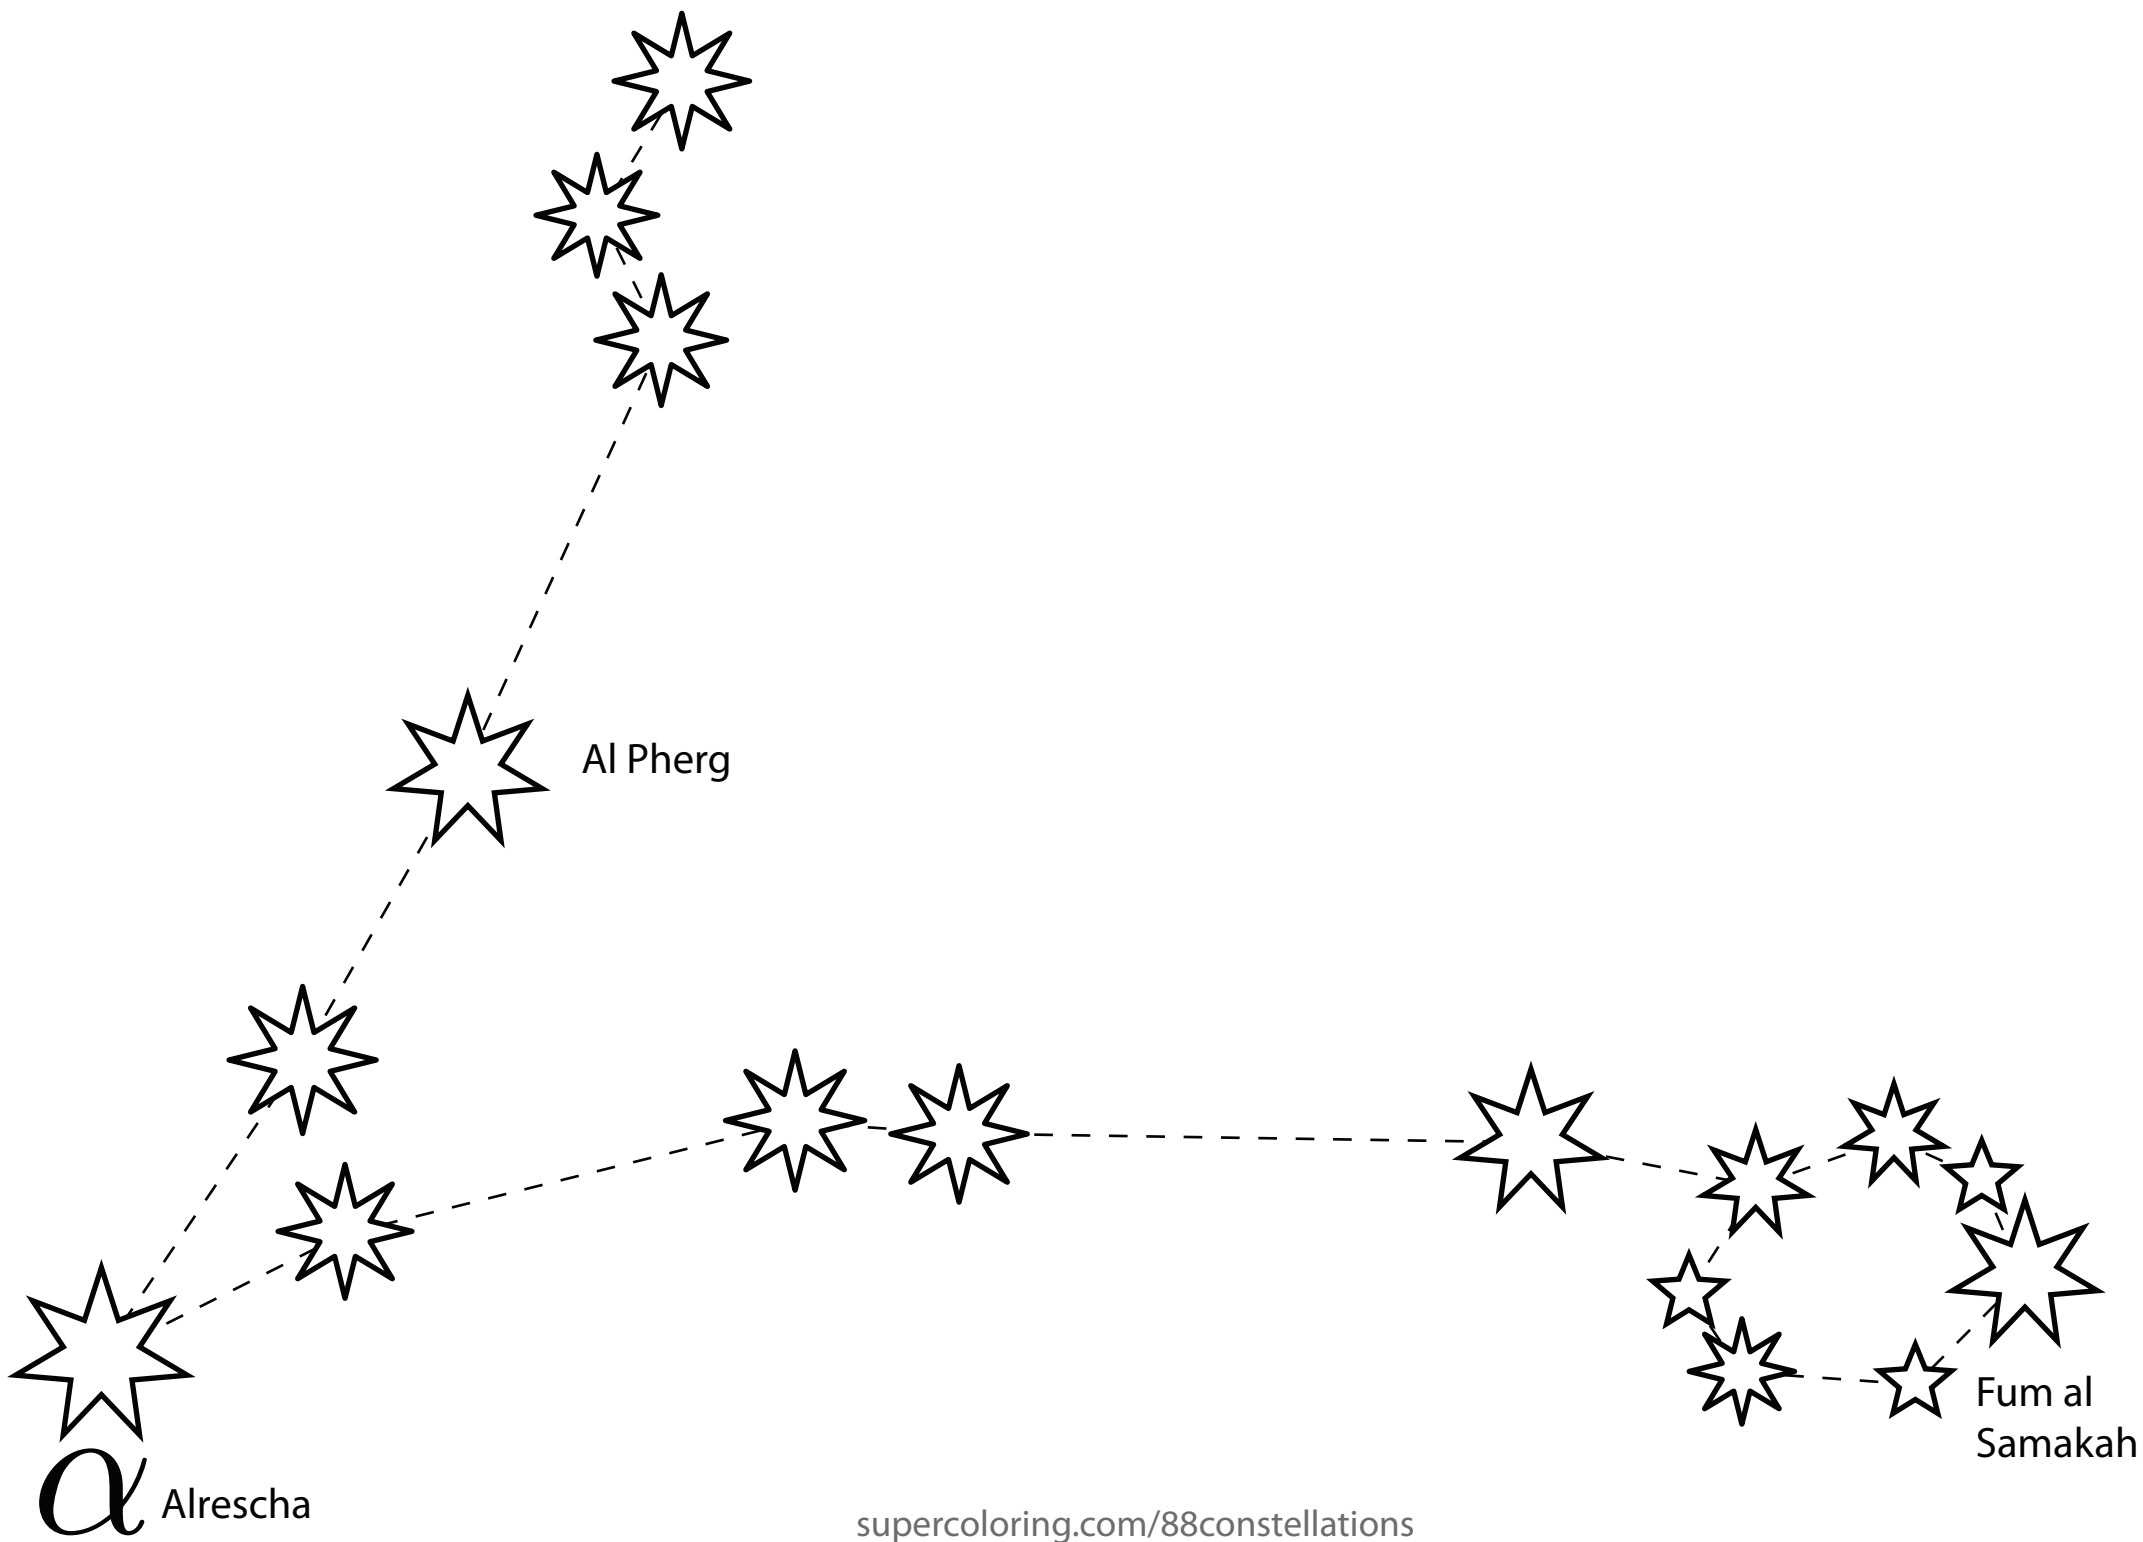 Al Pherg
Fum al
Samakah
α Alrescha
supercoloring.com/88constellations